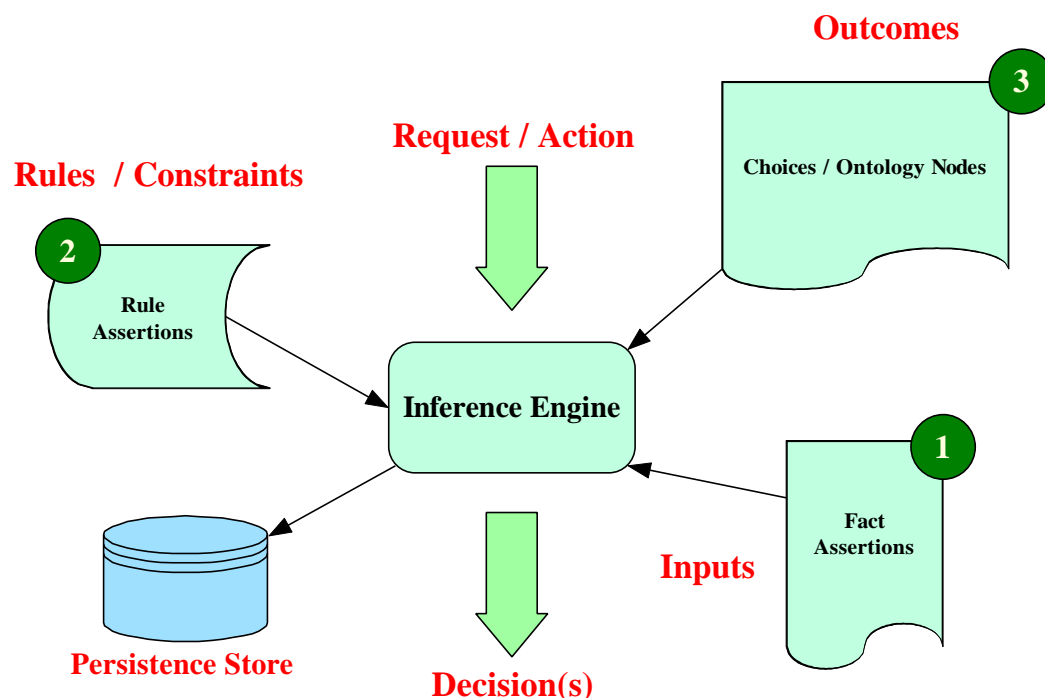 Outcomes
3
Request / Action
Choices / Ontology Nodes
Rules / Constraints
2
Rule
Assertions
Inference Engine
1
Fact
Assertions
Inputs
Persistence Store
Decision(s)